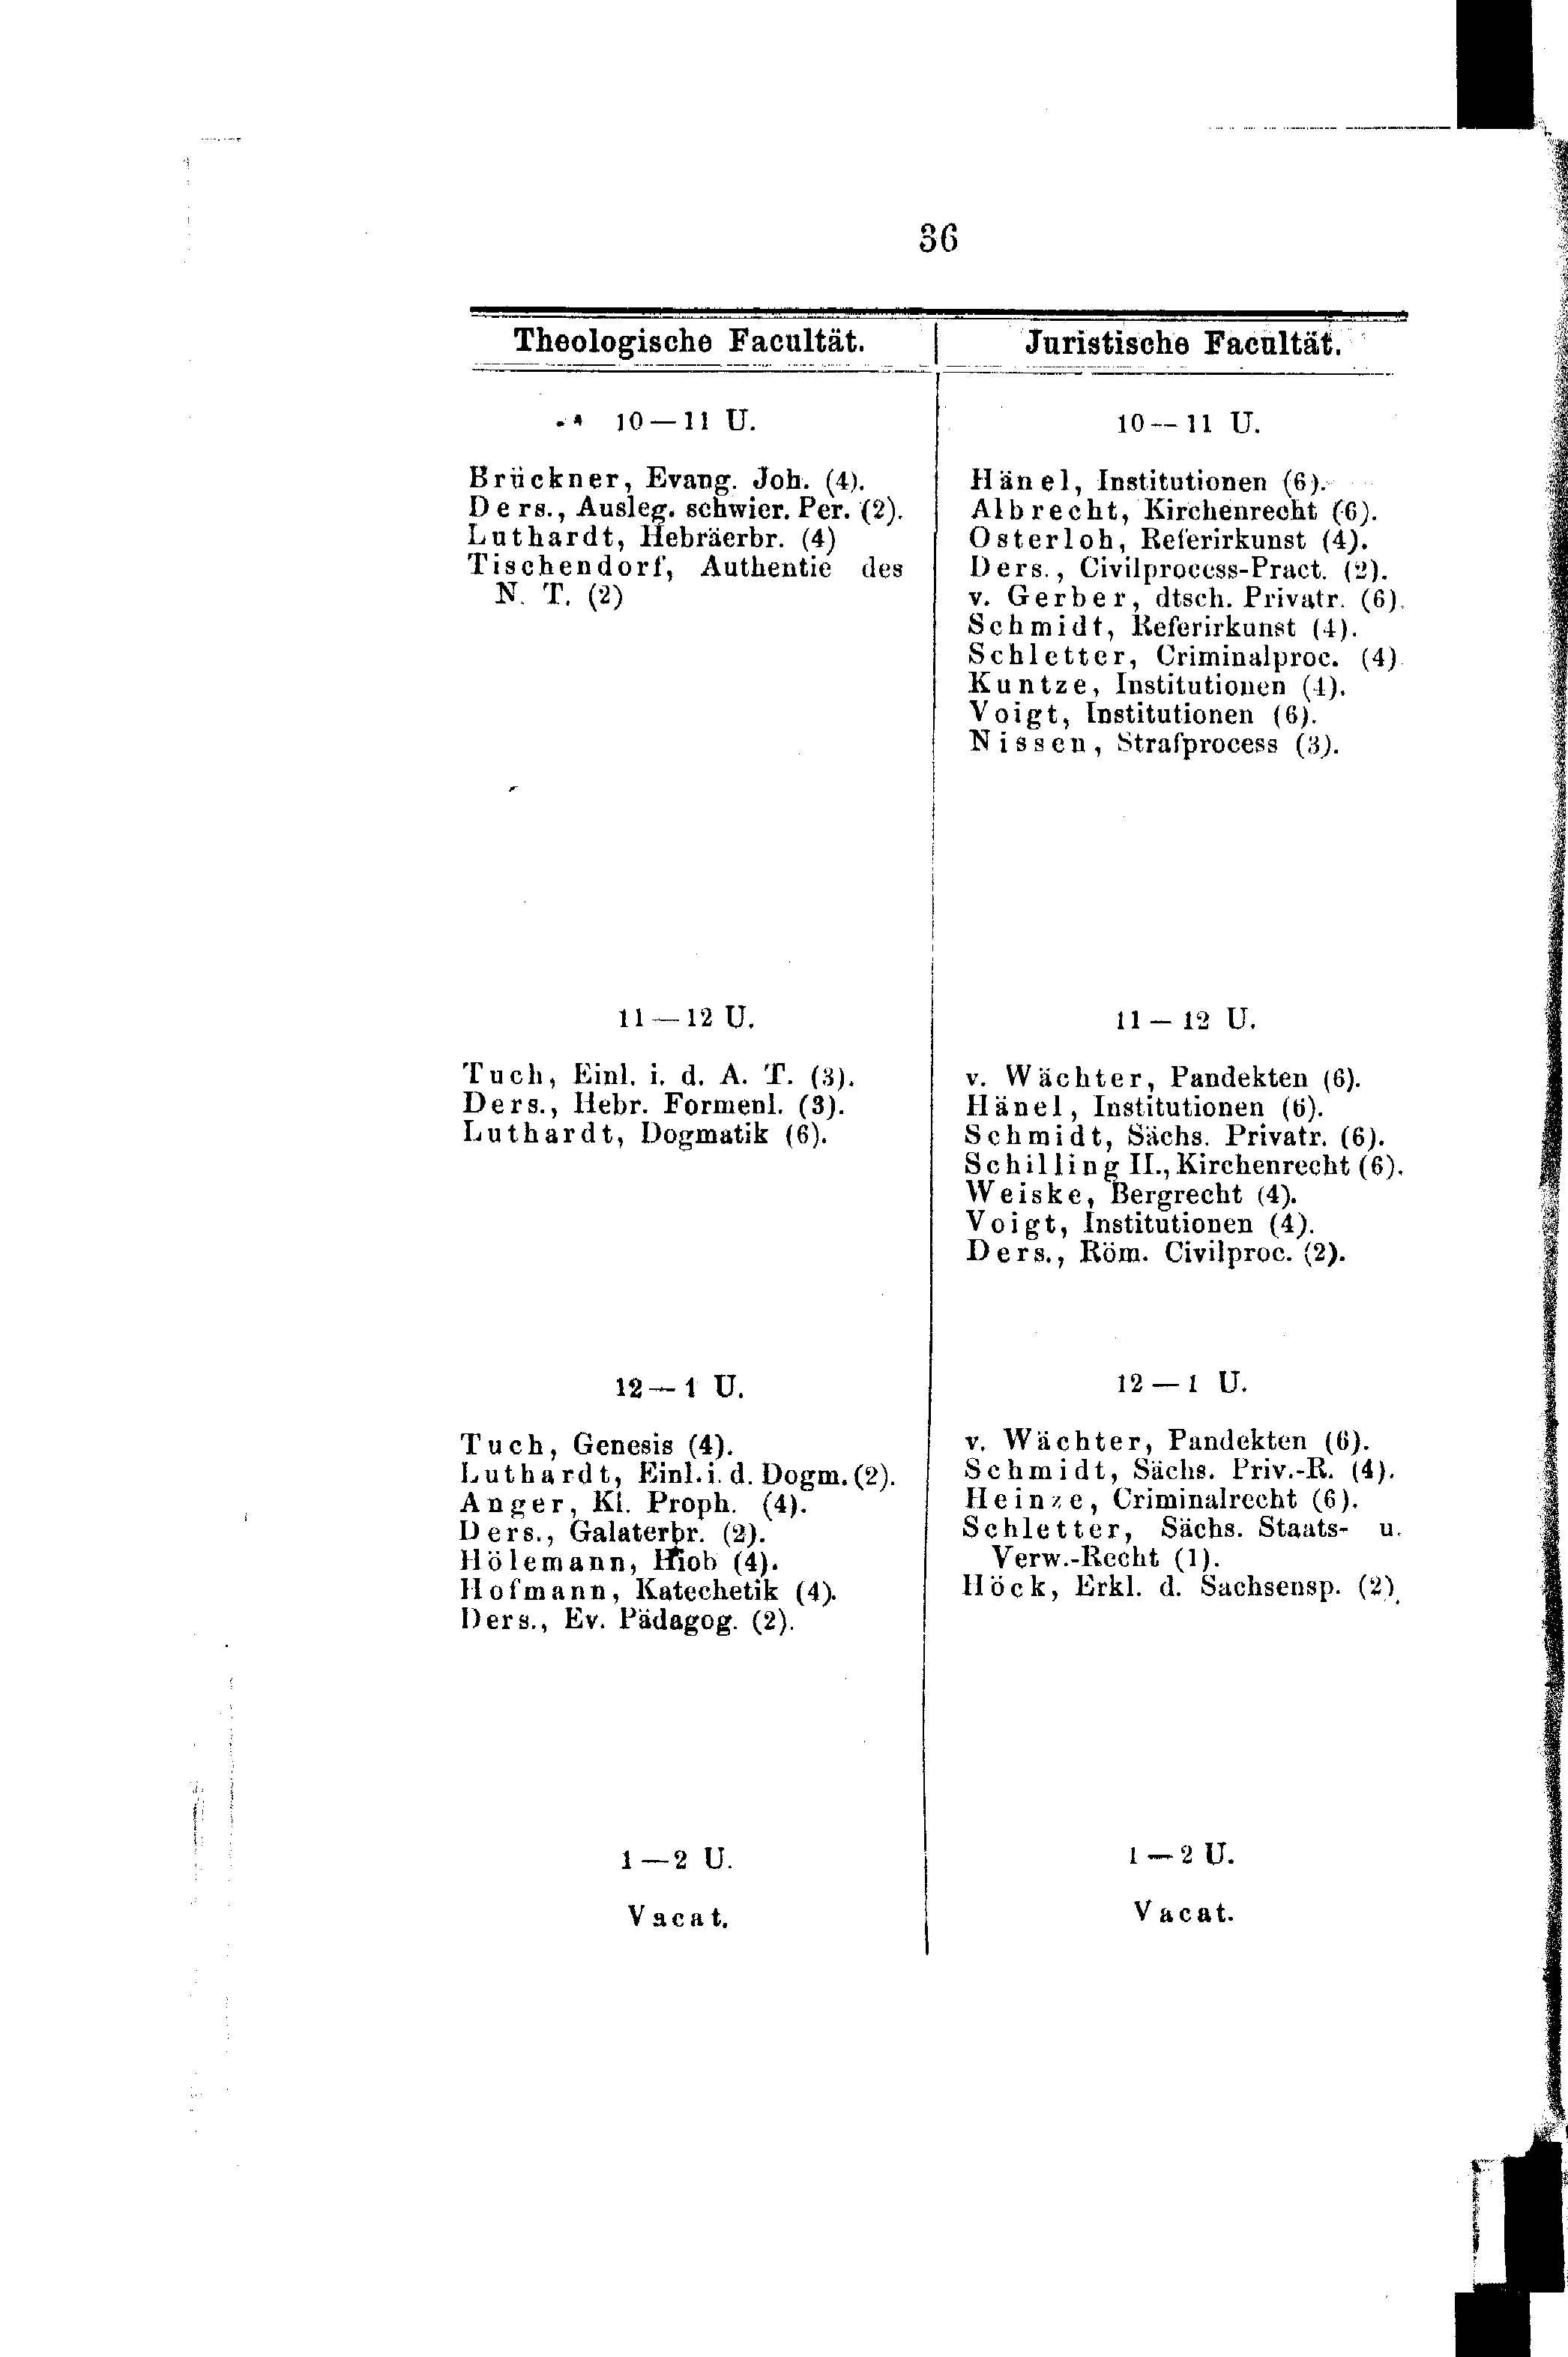 36
Theologische Facultät.
10—11 U.
Brückner, Evang. Joh. (4).
Ders., Ausleg. schwier. Per. (2).
Luthardt, Hebräerbr. (4)
Tischendorf, Authentie des
N. T. (2)
11—12 U.
Tuch, Einl. i. d. A. T. (3).
Ders., Hebr. Formenl. (3).
Luthardt, Dogmatik (6).
12—1 U.
Tuch, Genesis (4).
Luthardt, Einl. i. d. Dogm. (2).
Anger, Kl. Proph. (4).
Ders., Galaterbr. (2).
Hölemann, Hiob (4).
Hofmann, Katechetik (4).
Ders., Ev. Pädagog. (2).
1—2 U.
Vacat.
Juristische Facultät.
10—11 U.
Hänel, Institutionen (6).
Albrecht, Kirchenrecht (6).
Osterloh, Referirkunst (4).
Ders., Civilprocess-Pract. (2).
v. Gerber, dtsch. Privatr. (6).
Schmidt, Referirkunst (4).
Schletter, Criminalproc. (4)
Kuntze, Institutionen (4).
Voigt, Institutionen (6).
Nissen, Strafprocess (3).
11—12 U.
v. Wächter, Pandekten (6).
Hänel, Institutionen (6).
Schmidt, Sächs. Privatr. (6).
Schilling II., Kirchenrecht (6).
Weiske, Bergrecht (4).
Voigt, Institutionen (4).
Ders., Röm. Civilproc. (2).
12—1 U.
v. Wächter, Pandekten (6).
Schmidt, Sächs. Priv.-R. (4).
Heinze, Criminalrecht (6).
Schletter, Sächs. Staats- u.
Verw.-Recht (1).
Höck, Erkl. d. Sachsensp. (2).
1—2 U.
Vacat.